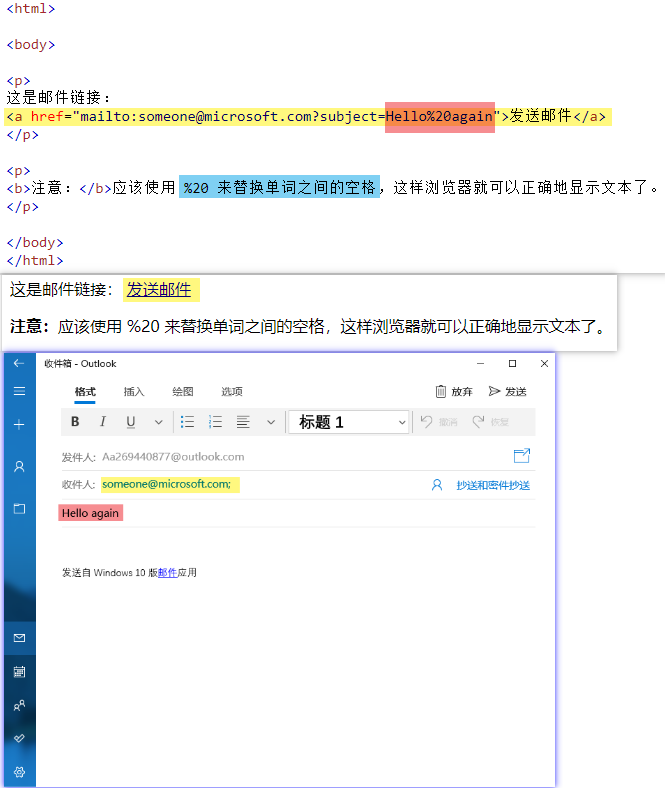 <html>
<body>
<p>
这是邮件链接：
<a href="mailto:someone@microsoft.com?subject=Hello%20again">发送邮件</a>
</p>
<p>
<b>注意：</b>应该使用 %20 来替换单词之间的空格，这样浏览器就可以正确地显示文本了。
</p>
</body>
</html>
这是邮件链接： 发送邮件
注意：应该使用 %20 来替换单词之间的空格，这样浏览器就可以正确地显示文本了。
收件箱 - Outlook
格式 插入 绘图 选项 放弃 发送
B I U 标题 1 取消 恢复
发件人: Aa269440877@outlook.com
收件人: someone@microsoft.com; 抄送和密件抄送
Hello again
发送自 Windows 10 版邮件应用